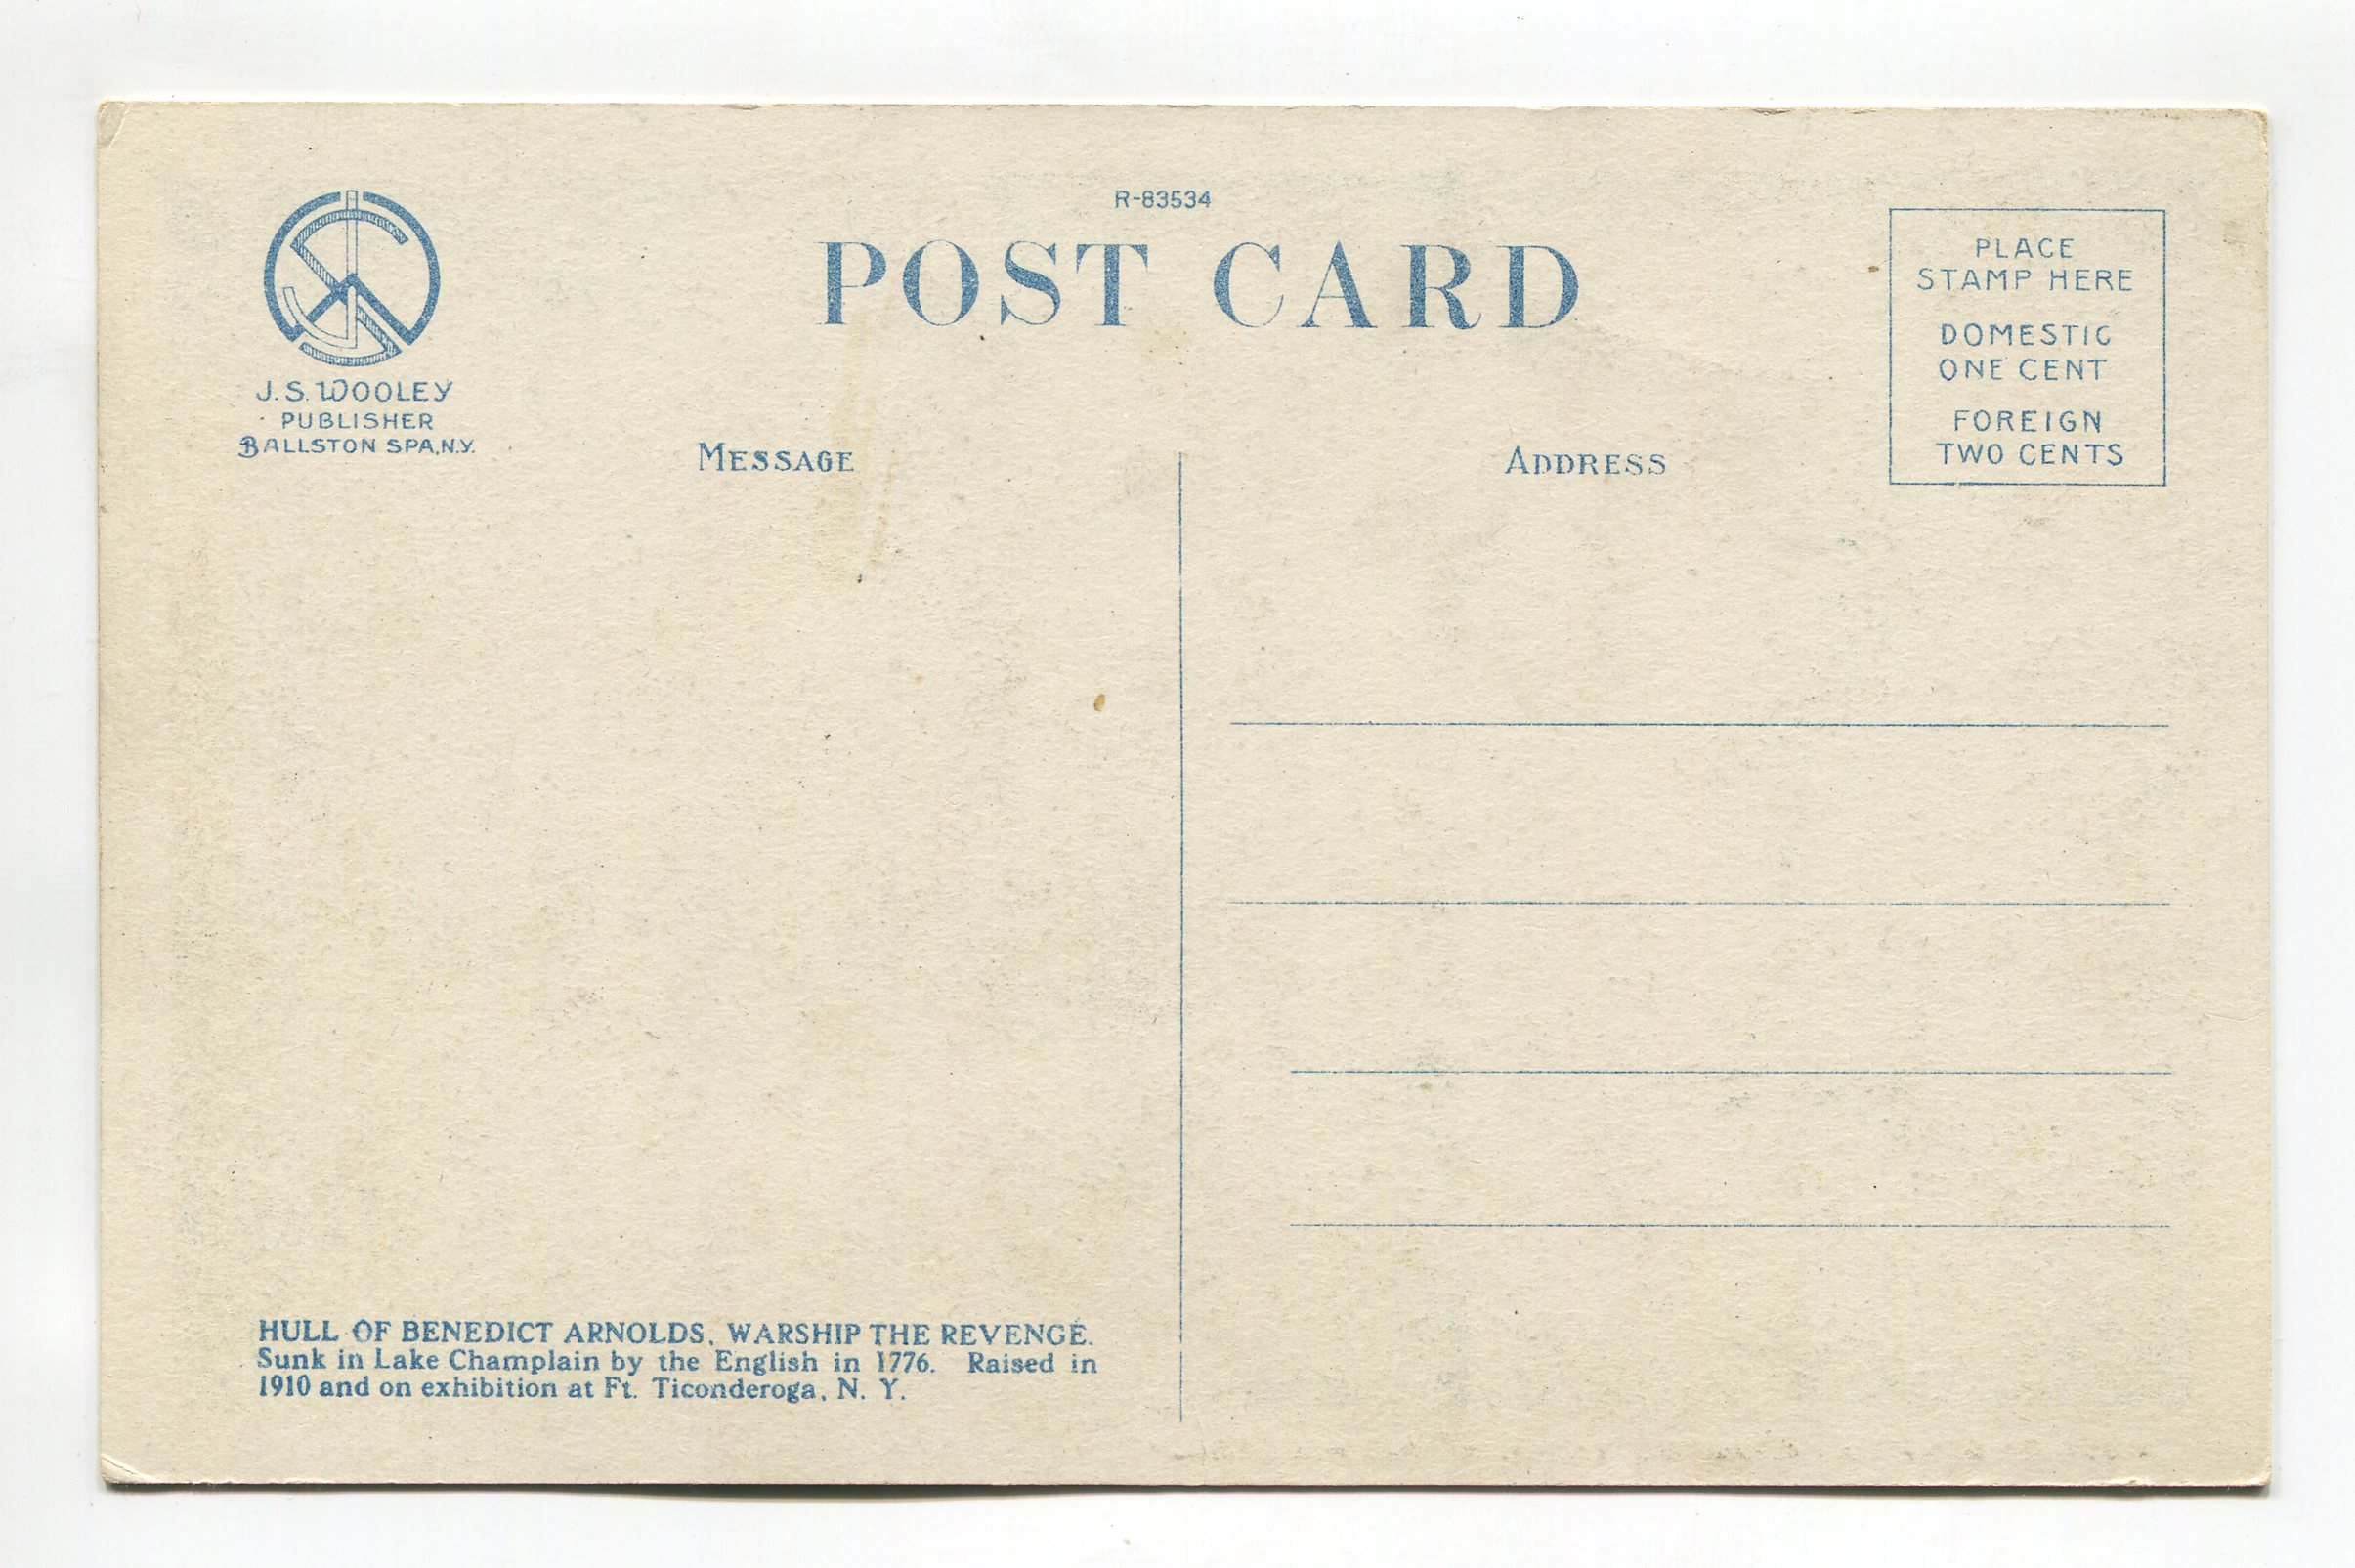 R-83534
POST CARD
J. S. WOOLEY
PUBLISHER
BALLSTON SPA, N.Y.
PLACE
STAMP HERE
DOMESTIC
ONE CENT
FOREIGN
TWO CENTS
MESSAGE
ADDRESS
HULL OF BENEDICT ARNOLDS, WARSHIP THE REVENGE.
Sunk in Lake Champlain by the English in 1776. Raised in
1910 and on exhibition at Ft. Ticonderoga, N. Y.